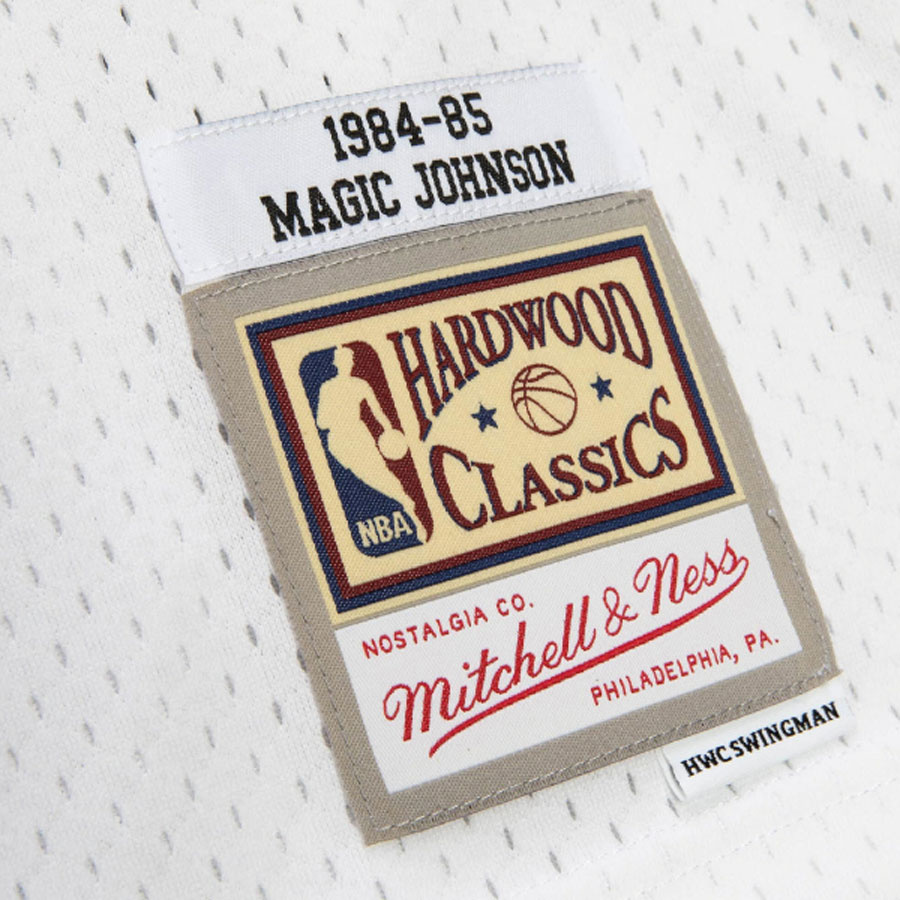 1984-85
MAGIC JOHNSON
HARDWOOD
CLASSICS
NBA
NOSTALGIA CO.
Mitchell & Ness
PHILADELPHIA, PA.
HWC SWINGMAN